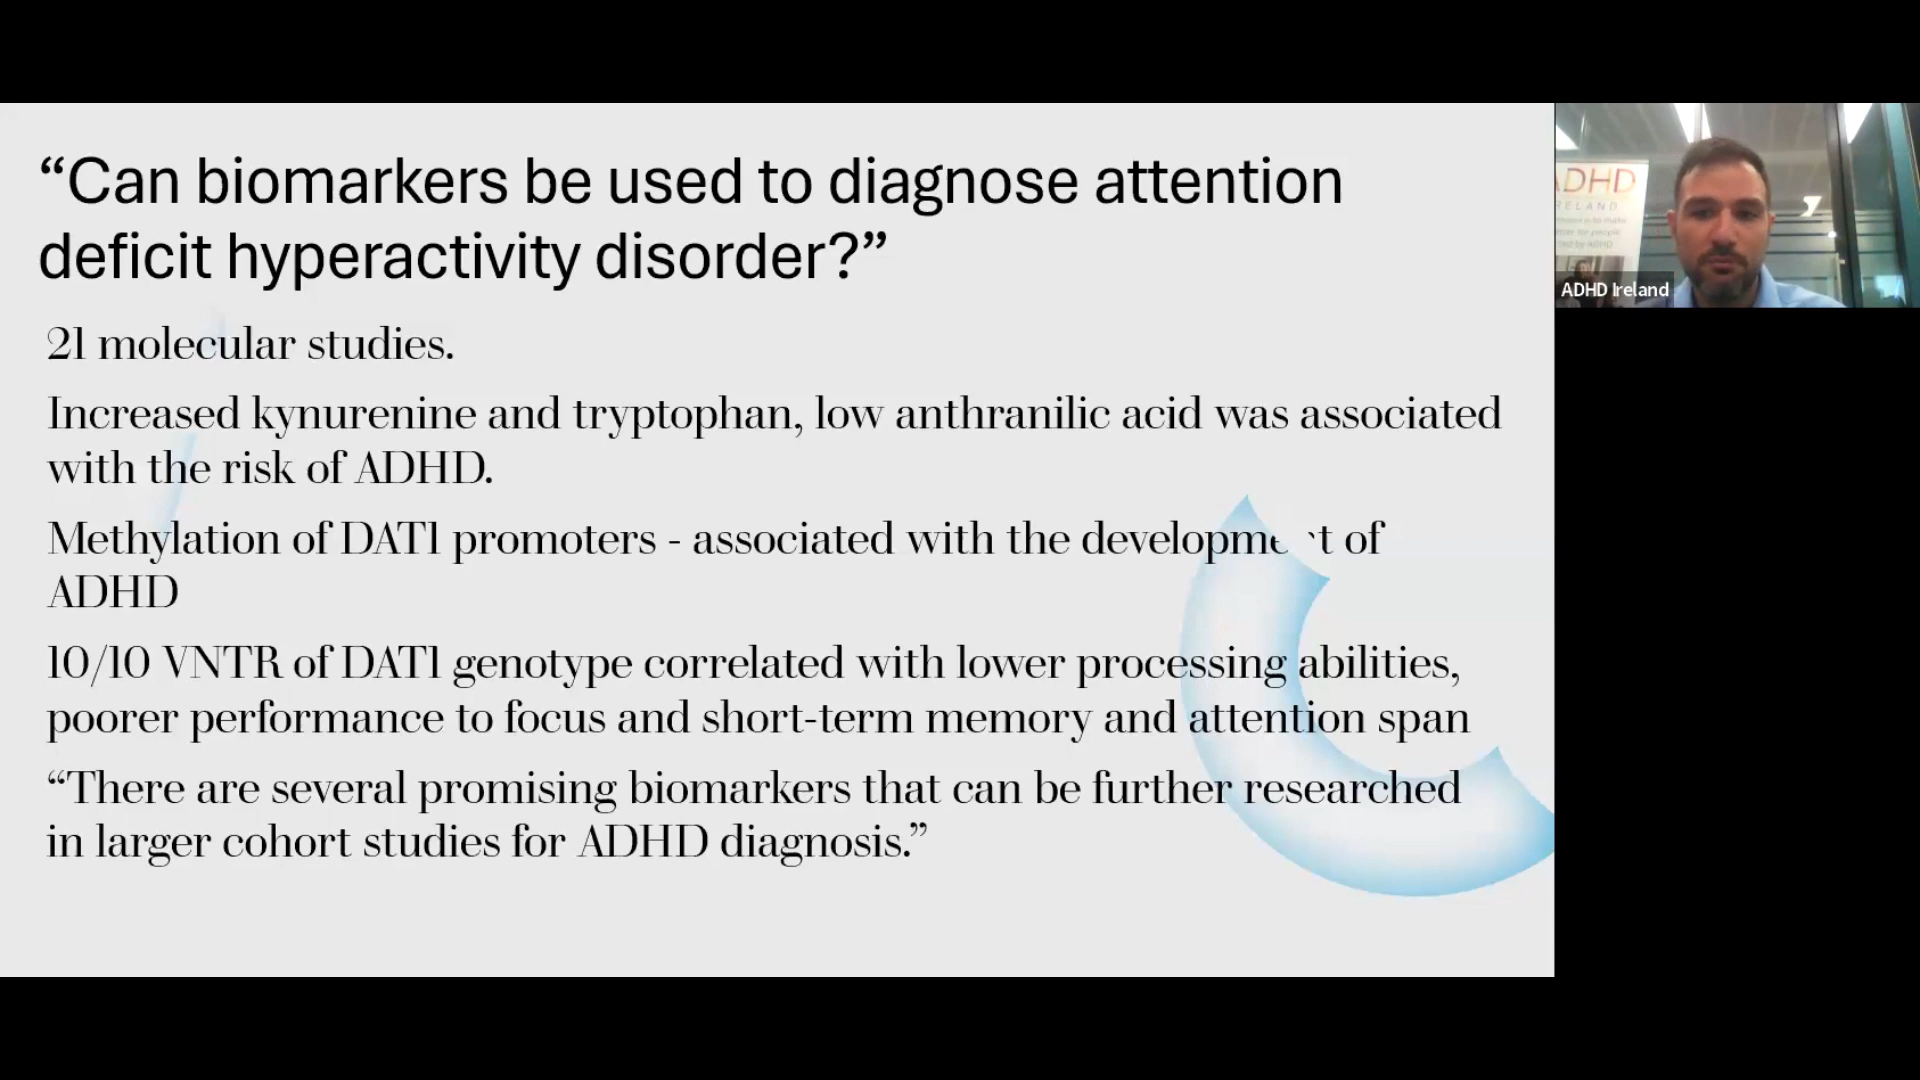 “Can biomarkers be used to diagnose attention
deficit hyperactivity disorder?”
21 molecular studies.
Increased kynurenine and tryptophan, low anthranilic acid was associated
with the risk of ADHD.
Methylation of DAT1 promoters - associated with the development of
ADHD
10/10 VNTR of DAT1 genotype correlated with lower processing abilities,
poorer performance to focus and short-term memory and attention span
“There are several promising biomarkers that can be further researched
in larger cohort studies for ADHD diagnosis.”
ADHD
IRELAND
ADHD Ireland